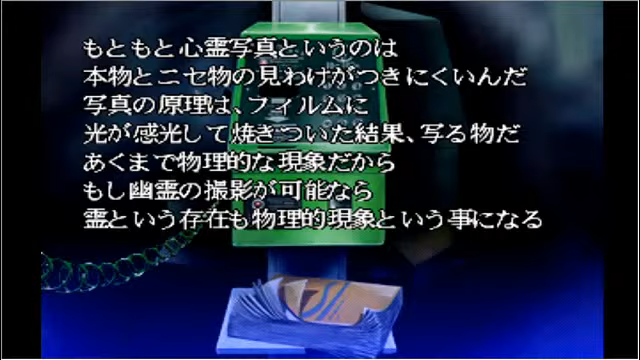 もともと心霊写真というのは
本物とニセ物の見わけがつきにくいんだ
写真の原理は、フィルムに
光が感光して焼きついた結果、写る物だ
あくまで物理的な現象だから
もし幽霊の撮影が可能なら
霊という存在も物理的現象という事になる